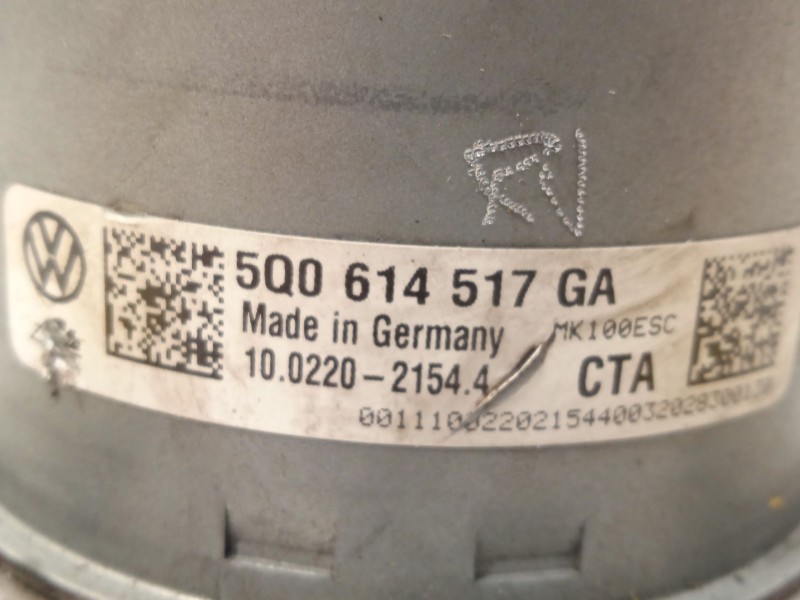 5Q0 614 517 GA
Made in Germany
MK100ESC
10.0220-2154.4
CTA